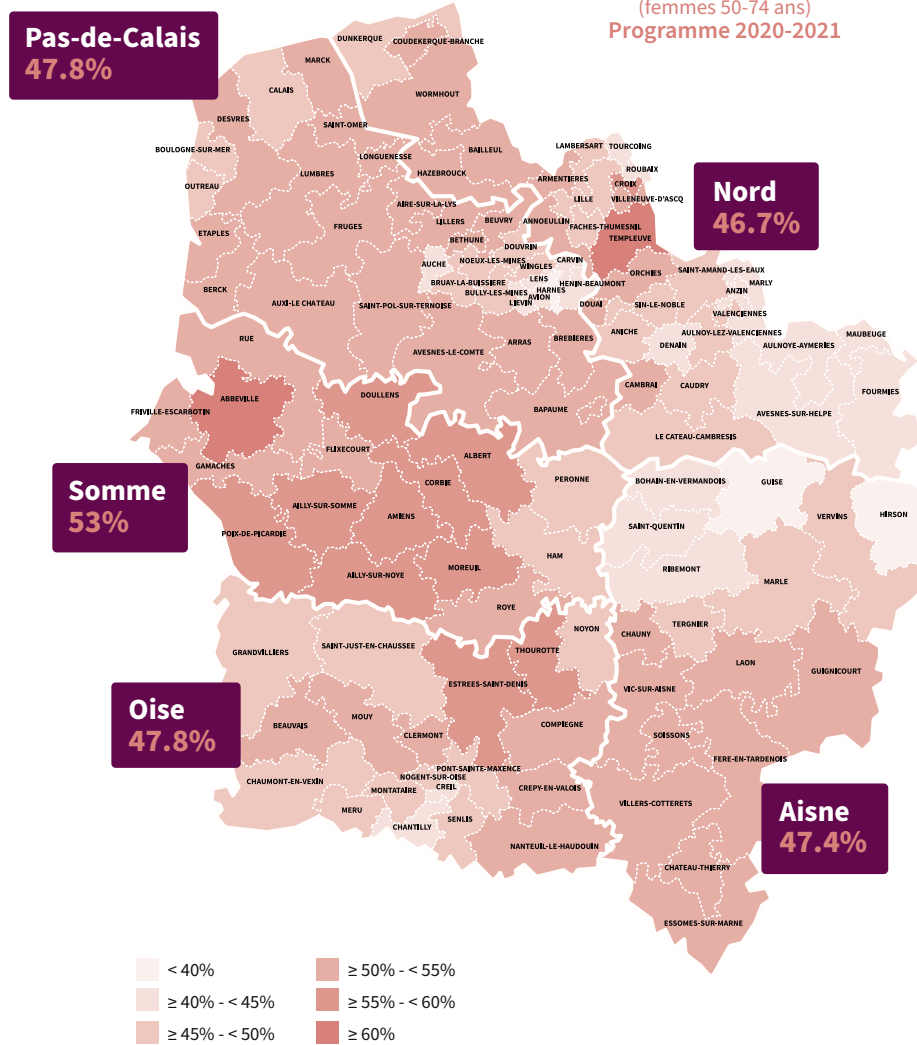 (femmes 50-74 ans)
Programme 2020-2021
Pas-de-Calais
47.8%
DUNKERQUE
COUDEKERQUE-BRANCHE
MARCK
CALAIS
WORMHOUT
DESVRES
SAINT-OMER
BOULOGNE-SUR-MER
LONGUENESSE
BAILLEUL
LAMBERSART
TOURCOING
OUTREAU
LUMBRES
HAZEBROUCK
ARMENTIERES
ROUBAIX
CROIX
Nord
46.7%
AIRE-SUR-LA-LYS
LILLE
VILLENEUVE-D'ASCQ
ETAPLES
FRUGES
LILLERS
BEUVRY
ANNOEULLIN
FACHES-THUMESNIL
BETHUNE
DOUVRIN
TEMPLEUVE
AUCHE
NOEUX-LES-MINES
WINGLES
CARVIN
ORCHIES
SAINT-AMAND-LES-EAUX
BERCK
BRUAY-LA-BUISSIERE
LENS
HENIN-BEAUMONT
MARLY
BULLY-LES-MINES
HARNES
ANZIN
AUXI-LE CHATEAU
SAINT-POL-SUR-TERNOISE
LIEVIN
AVION
DOUAI
SIN-LE-NOBLE
VALENCIENNES
RUE
ARRAS
BREBIERES
ANICHE
AULNOY-LEZ-VALENCIENNES
MAUBEUGE
AVESNES-LE-COMTE
DENAIN
AULNOYE-AYMERIES
ABBEVILLE
DOULLENS
CAMBRAI
CAUDRY
FOURMIES
FRIVILLE-ESCARBOTIN
BAPAUME
AVESNES-SUR-HELPE
FLIXECOURT
LE CATEAU-CAMBRESIS
GAMACHES
ALBERT
Somme
53%
CORBIE
PERONNE
BOHAIN-EN-VERMANDOIS
GUISE
AILLY-SUR-SOMME
AMIENS
SAINT-QUENTIN
VERVINS
HIRSON
POIX-DE-PICARDIE
HAM
AILLY-SUR-NOYE
MOREUIL
RIBEMONT
MARLE
ROYE
GRANDVILLIERS
SAINT-JUST-EN-CHAUSSEE
NOYON
CHAUNY
TERGNIER
THOUROTTE
LAON
GUIGNICOURT
ESTREES-SAINT-DENIS
VIC-SUR-AISNE
Oise
47.8%
BEAUVAIS
MOUY
CLERMONT
COMPIEGNE
SOISSONS
FERE-EN-TARDENOIS
PONT-SAINTE-MAXENCE
CHAUMONT-EN-VEXIN
NOGENT-SUR-OISE
MONTATAIRE
CREIL
CREPY-EN-VALOIS
VILLERS-COTTERETS
Aisne
47.4%
MERU
CHANTILLY
SENLIS
NANTEUIL-LE-HAUDOUIN
CHATEAU-THIERRY
ESSOMES-SUR-MARNE
< 40%
≥ 40% - < 45%
≥ 45% - < 50%
≥ 50% - < 55%
≥ 55% - < 60%
≥ 60%